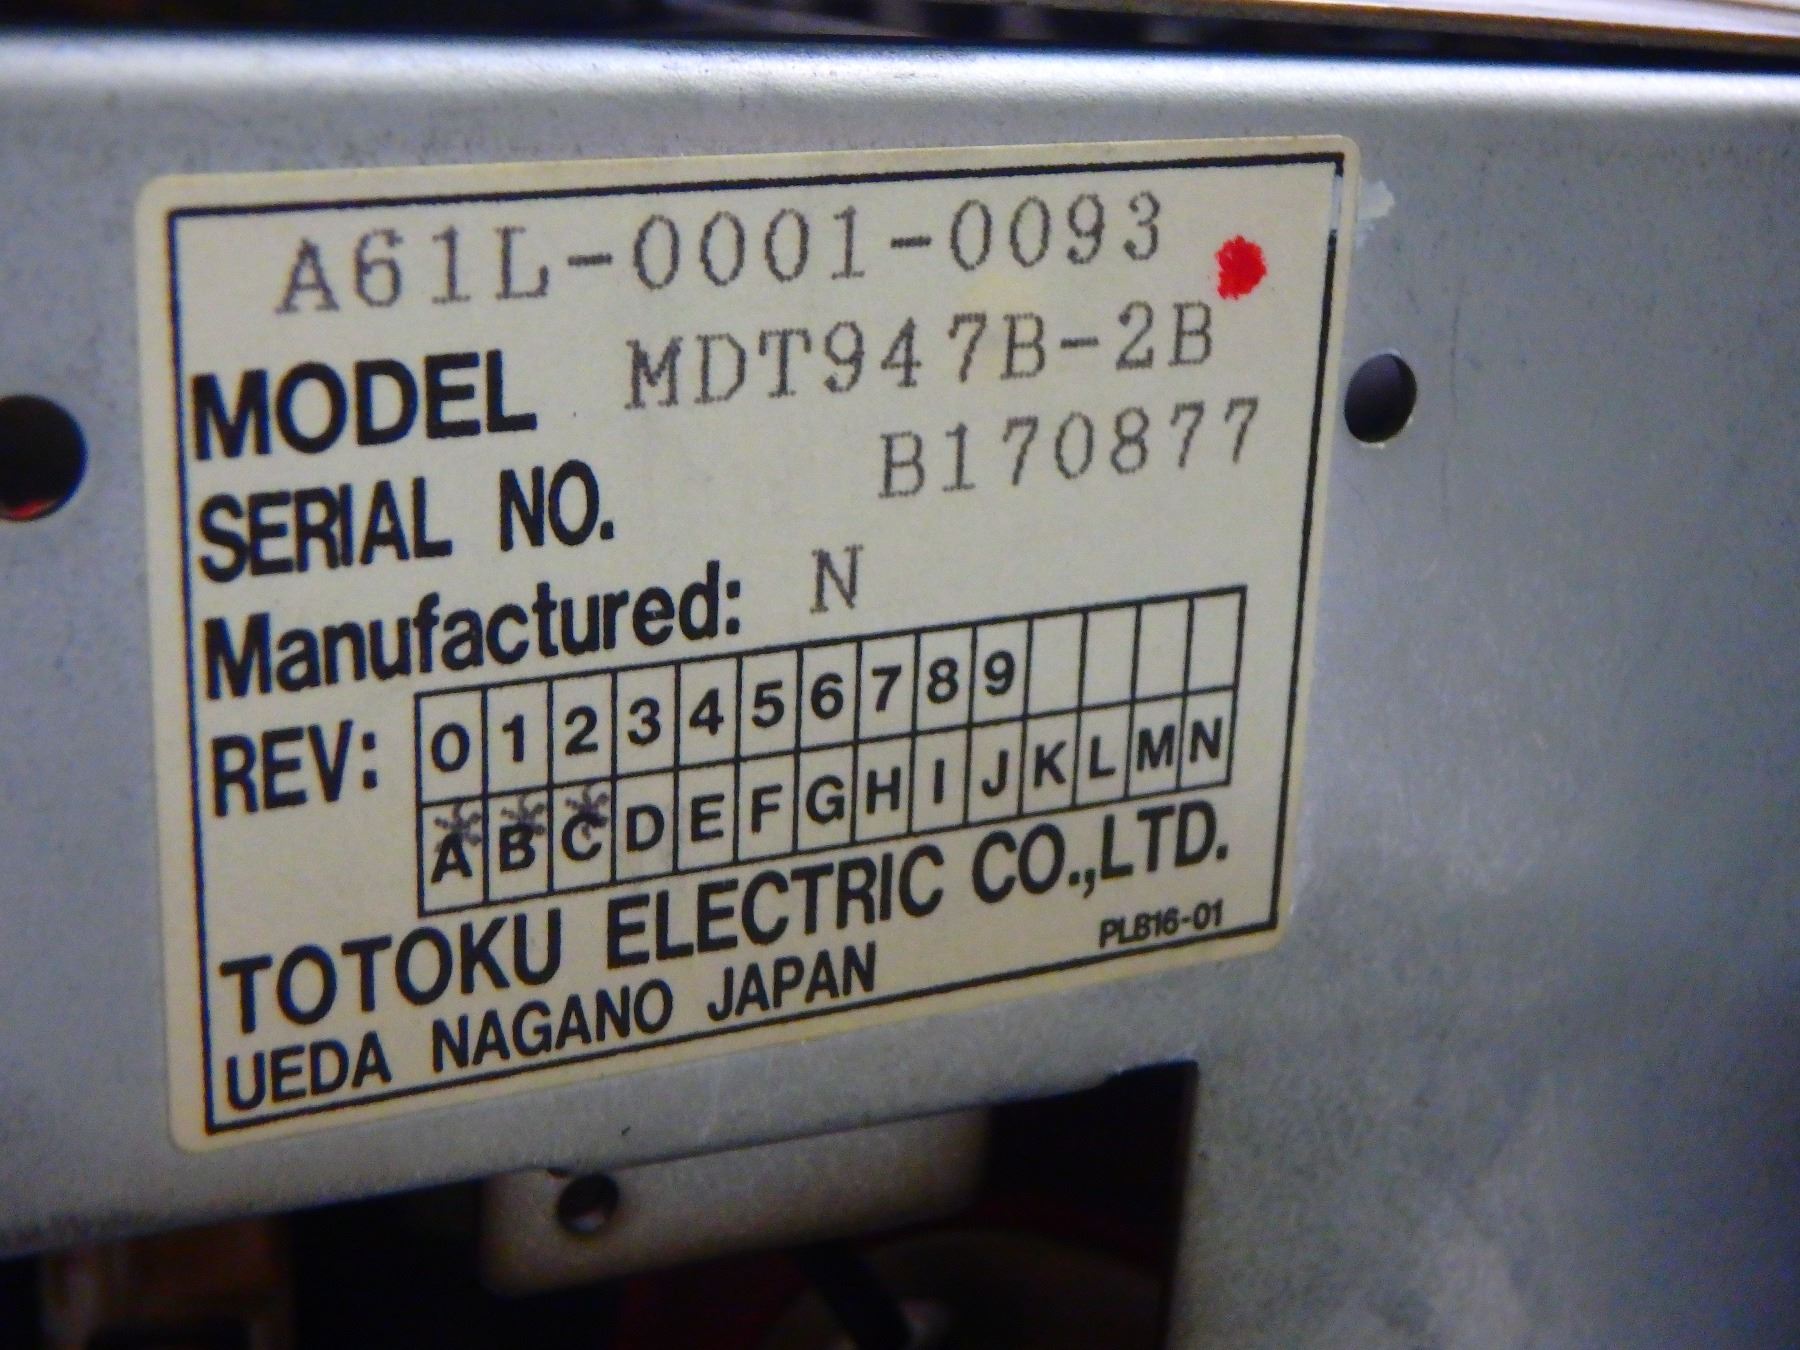 A61L-0001-0093
MODEL MDT947B-2B
SERIAL NO. B170877
Manufactured: N
REV: 0 1 2 3 4 5 6 7 8 9
A B C D E F G H I J K L M N
TOTOKU ELECTRIC CO.,LTD.
UEDA NAGANO JAPAN PL816-01